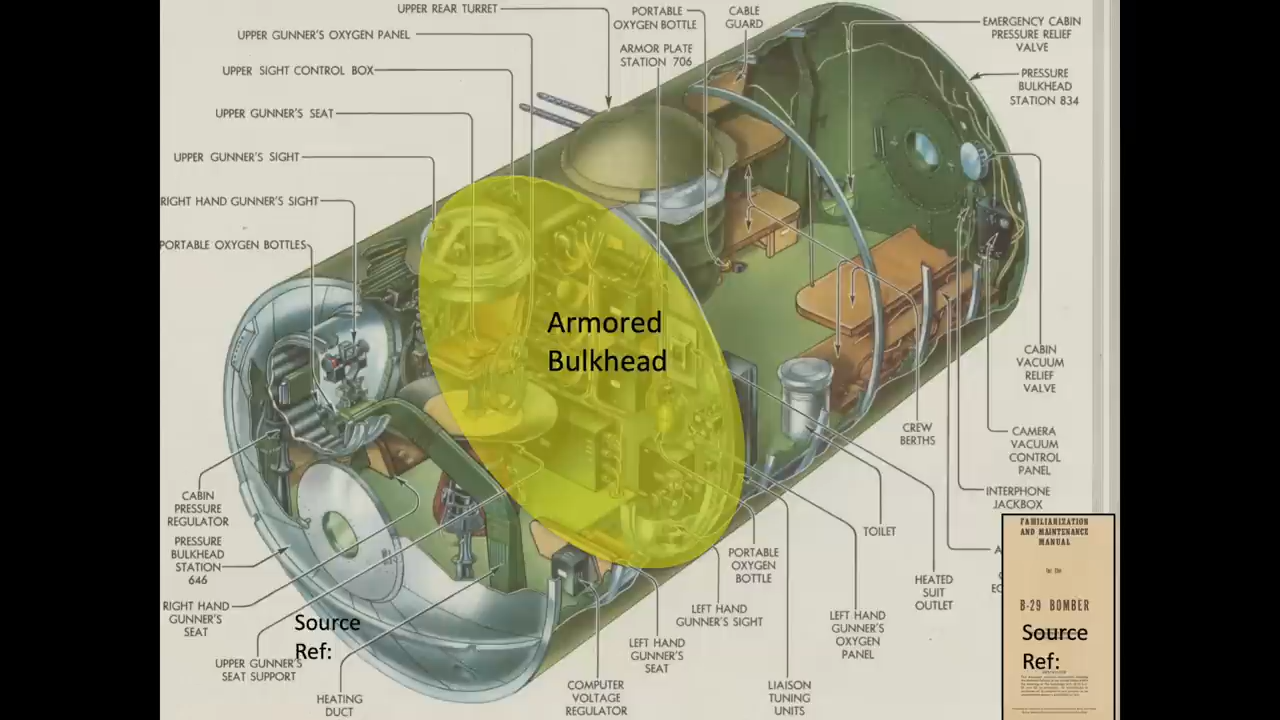 UPPER REAR TURRET
UPPER GUNNER'S OXYGEN PANEL
UPPER SIGHT CONTROL BOX
UPPER GUNNER'S SEAT
UPPER GUNNER'S SIGHT
RIGHT HAND GUNNER'S SIGHT
PORTABLE OXYGEN BOTTLES
PORTABLE
OXYGEN BOTTLE
ARMOR PLATE
STATION 706
CABLE
GUARD
EMERGENCY CABIN
PRESSURE RELIEF
VALVE
PRESSURE
BULKHEAD
STATION 834
Armored
Bulkhead
CABIN
VACUUM
RELIEF
VALVE
CREW
BERTHS
CAMERA
VACUUM
CONTROL
PANEL
INTERPHONE
JACKBOX
TOILET
HEATED
SUIT
OUTLET
CABIN
PRESSURE
REGULATOR
PRESSURE
BULKHEAD
STATION
646
RIGHT HAND
GUNNER'S
SEAT
UPPER GUNNER'S
SEAT SUPPORT
HEATING
DUCT
Source
Ref:
COMPUTER
VOLTAGE
REGULATOR
LEFT HAND
GUNNER'S
SEAT
LEFT HAND
GUNNER'S SIGHT
PORTABLE
OXYGEN
BOTTLE
LIAISON
TUNING
UNITS
LEFT HAND
GUNNER'S
OXYGEN
PANEL
FAMILIARIZATION
AND MAINTENANCE
MANUAL
for the
B-29 BOMBER
Source
Ref: